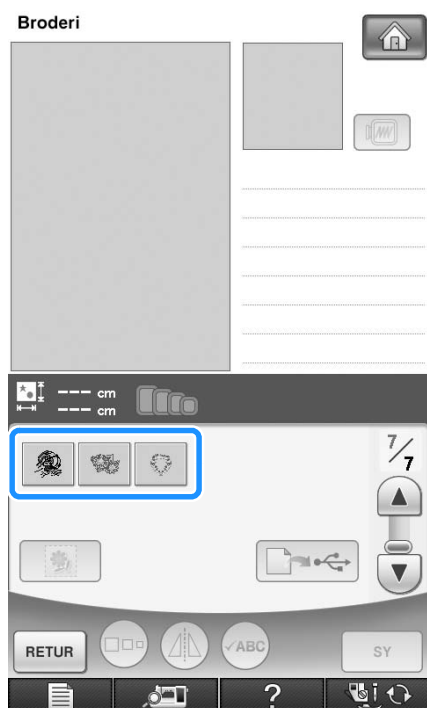 Broderi
--- cm
--- cm
7/7
RETUR
ABC
SY
?